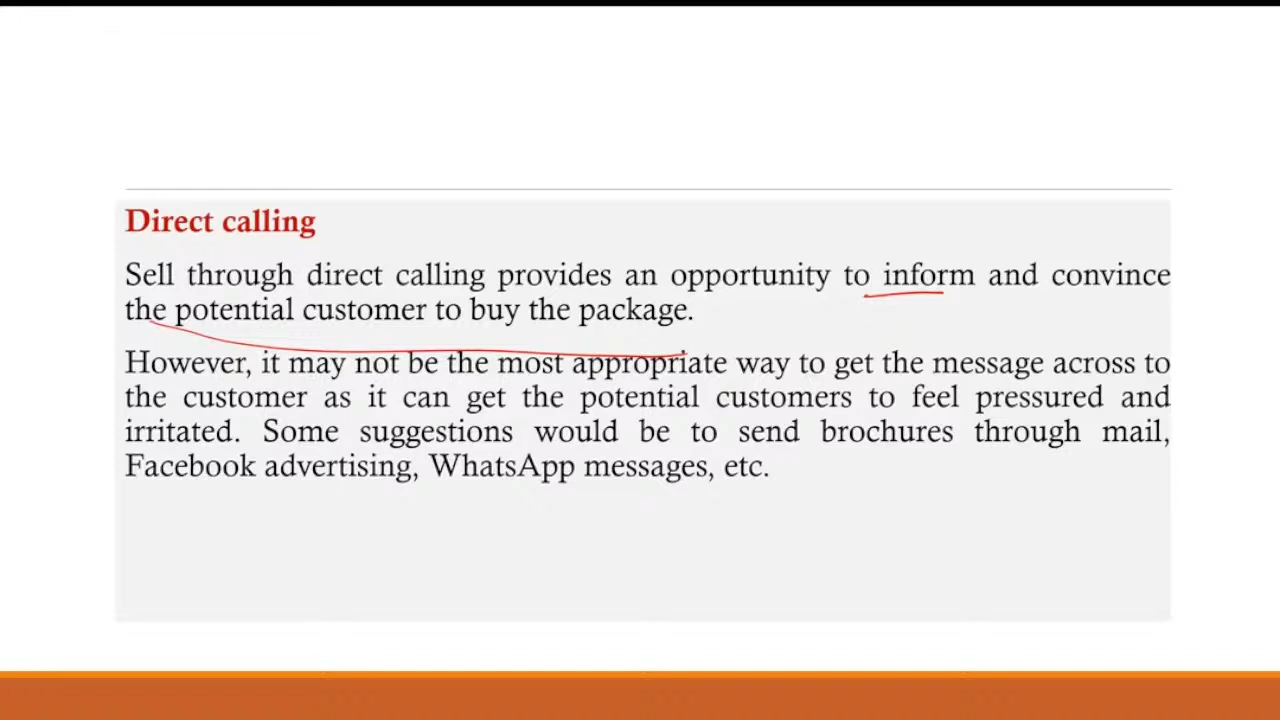 Direct calling
Sell through direct calling provides an opportunity to inform and convince
the potential customer to buy the package.
However, it may not be the most appropriate way to get the message across to
the customer as it can get the potential customers to feel pressured and
irritated. Some suggestions would be to send brochures through mail,
Facebook advertising, WhatsApp messages, etc.